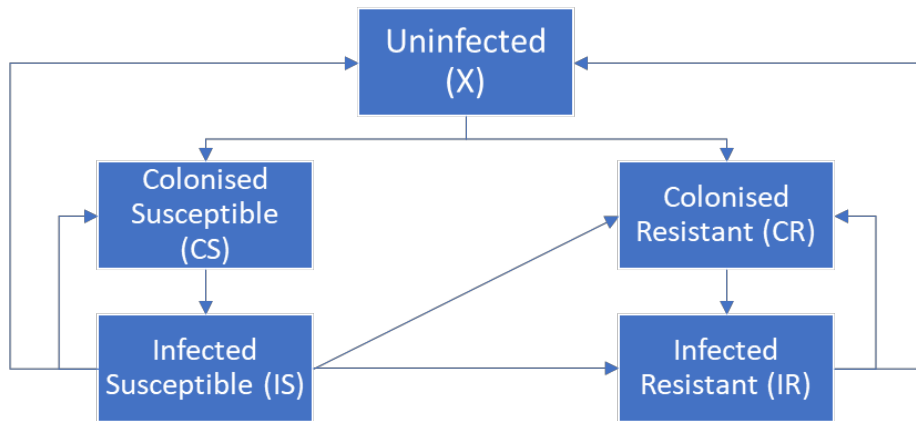 Uninfected
(X)
Colonised
Susceptible
(CS)
Colonised
Resistant (CR)
Infected
Susceptible (IS)
Infected
Resistant (IR)